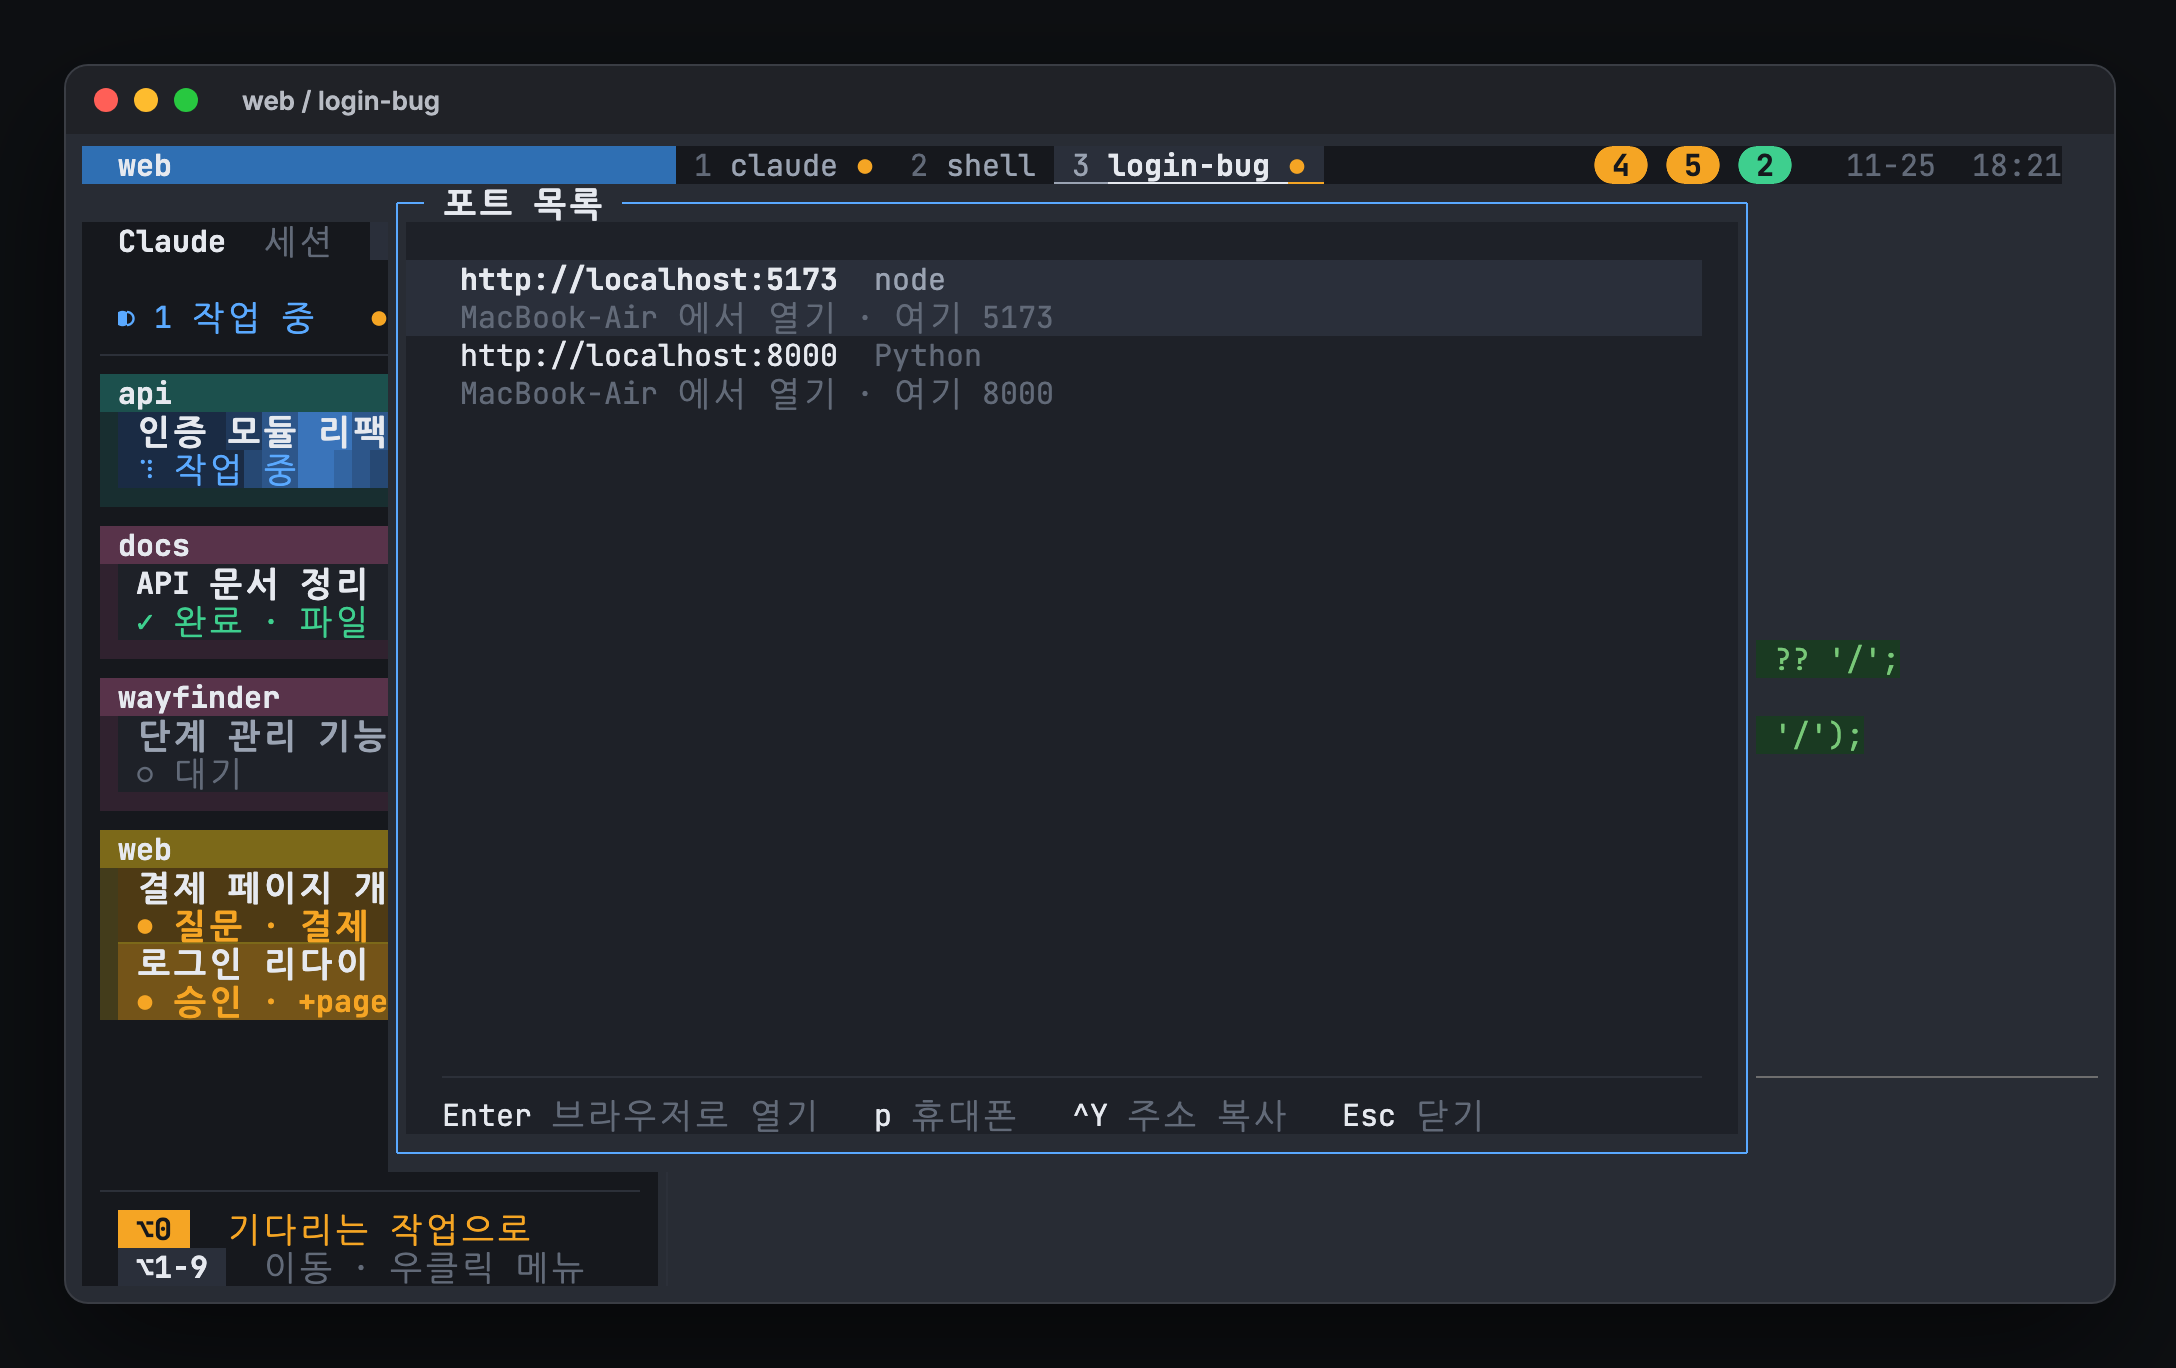 web / login-bug
web 1 claude ● 2 shell 3 login-bug ● 4 5 2 11-25 18:21
포트 목록
Claude 세션
1 작업 중 ●
http://localhost:5173 node
MacBook-Air 에서 열기 · 여기 5173
http://localhost:8000 Python
MacBook-Air 에서 열기 · 여기 8000
api
인증 모듈 리팩
작업 중
docs
API 문서 정리
✓ 완료 · 파일
wayfinder
단계 관리 기능
○ 대기
web
결제 페이지 개
● 질문 · 결제
로그인 리다이
● 승인 · +page
?? '/';
'/');
Enter 브라우저로 열기 p 휴대폰 ^Y 주소 복사 Esc 닫기
⌥0 기다리는 작업으로
⌥1-9 이동 · 우클릭 메뉴